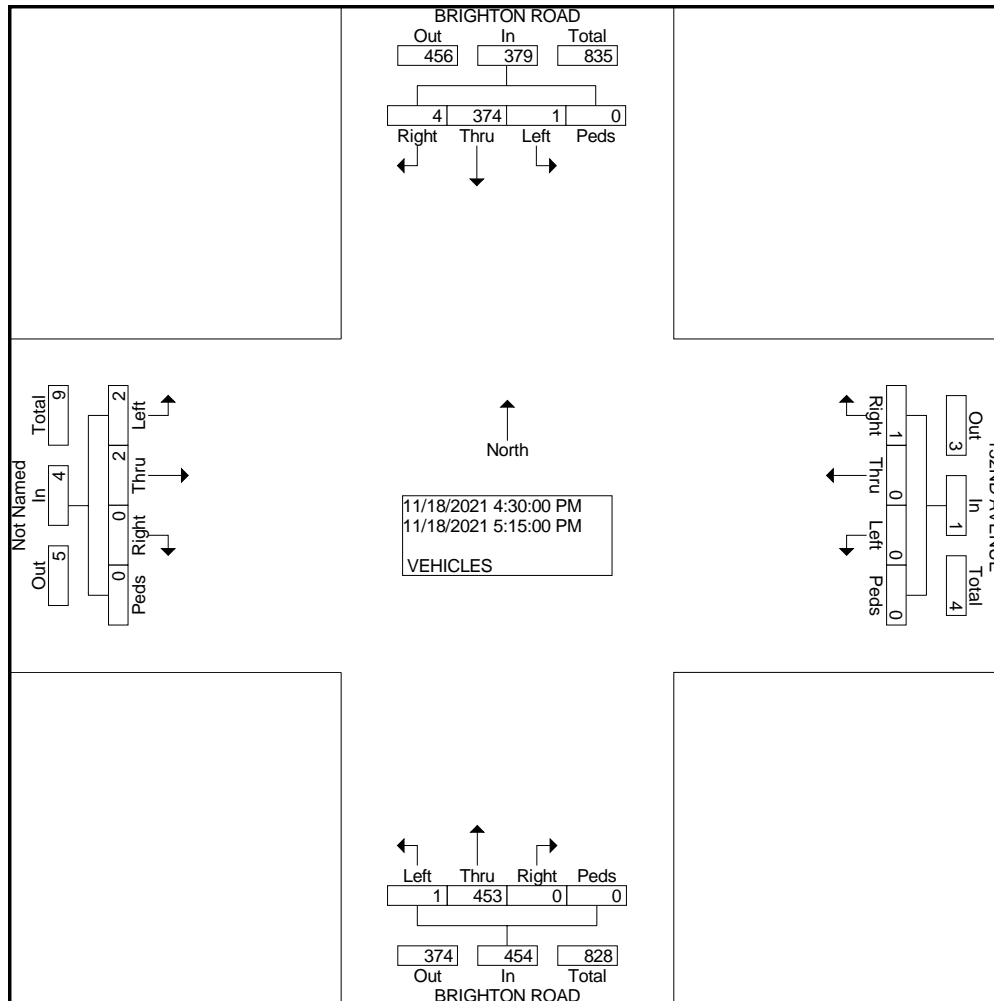 BRIGHTON ROAD
Out In Total
456 379 835
4 374 1 0
Right Thru Left Peds
Not Named
Total In Out
9 4 5
2 2 0 0
Left Thru Right Peds
North
11/18/2021 4:30:00 PM
11/18/2021 5:15:00 PM
VEHICLES
Right Thru Left Peds
1 0 0 0
3 1 4
Out In Total
AVENUE
Left Thru Right Peds
1 453 0 0
374 454 828
Out In Total
BRIGHTON ROAD